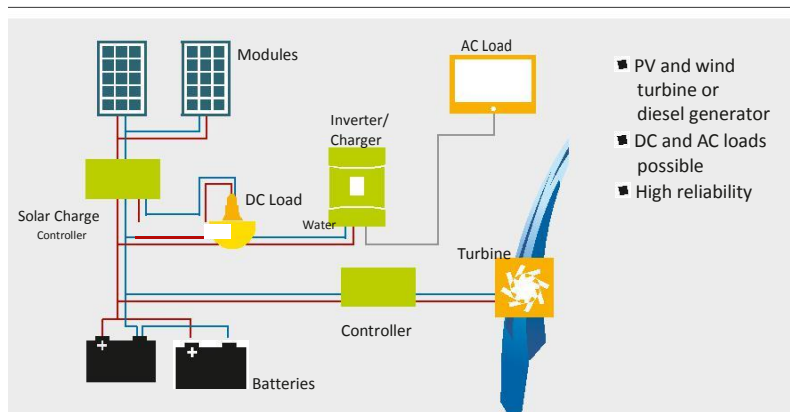 Modules
AC Load
Inverter/
Charger
Solar Charge
Controller
DC Load
Water
Turbine
Controller
Batteries
PV and wind
turbine or
diesel generator
DC and AC loads
possible
High reliability